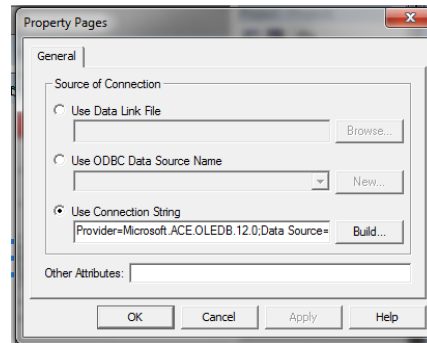 Property Pages
General
Source of Connection
Use Data Link File
Browse...
Use ODBC Data Source Name
New...
Use Connection String
Provider=Microsoft.ACE.OLEDB.12.0;Data Source=
Build...
Other Attributes:
OK Cancel Apply Help